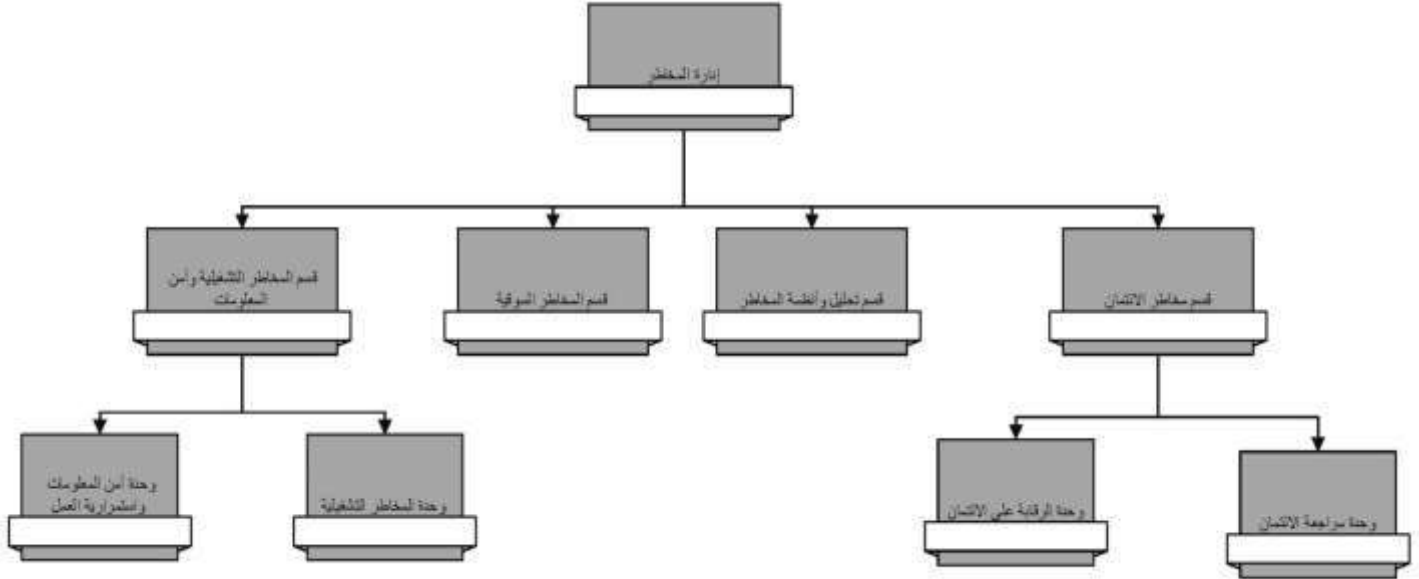 إدارة المخاطر
قسم مخاطر الائتمان
قسم تحليل وأنظمة المخاطر
قسم المخاطر السوقية
قسم المخاطر التشغيلية وأمن
المعلومات
وحدة مراجعة الائتمان
وحدة الرقابة على الائتمان
وحدة المخاطر التشغيلية
وحدة أمن المعلومات
واستمرارية العمل